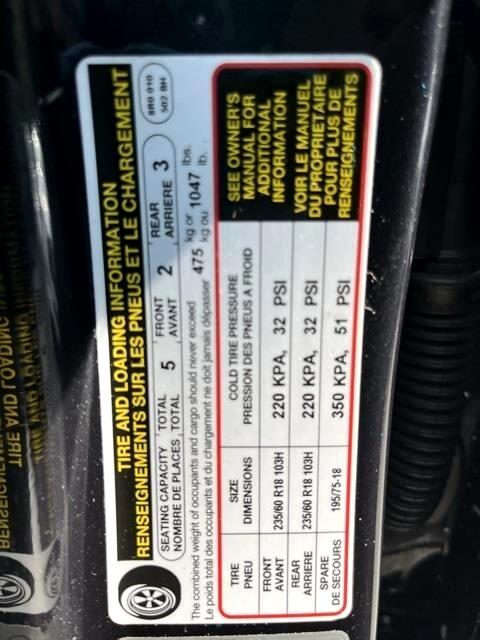 TIRE AND LOADING INFORMATION
RENSEIGNEMENTS SUR LES PNEUS ET LE CHARGEMENT
8R0 010
502 BH
SEATING CAPACITY TOTAL 5 FRONT 2 REAR 3
NOMBRE DE PLACES TOTAL AVANT ARRIERE
The combined weight of occupants and cargo should never exceed 475 kg or 1047 lbs.
Le poids total des occupants et du chargement ne doit jamais dépasser kg ou lb.
TIRE SIZE COLD TIRE PRESSURE
PNEU DIMENSIONS PRESSION DES PNEUS A FROID
FRONT
AVANT 235/60 R18 103H 220 KPA, 32 PSI
REAR
ARRIERE 235/60 R18 103H 220 KPA, 32 PSI
SPARE
DE SECOURS 195/75-18 350 KPA, 51 PSI
SEE OWNER'S
MANUAL FOR
ADDITIONAL
INFORMATION
VOIR LE MANUEL
DU PROPRIETAIRE
POUR PLUS DE
RENSEIGNEMENTS